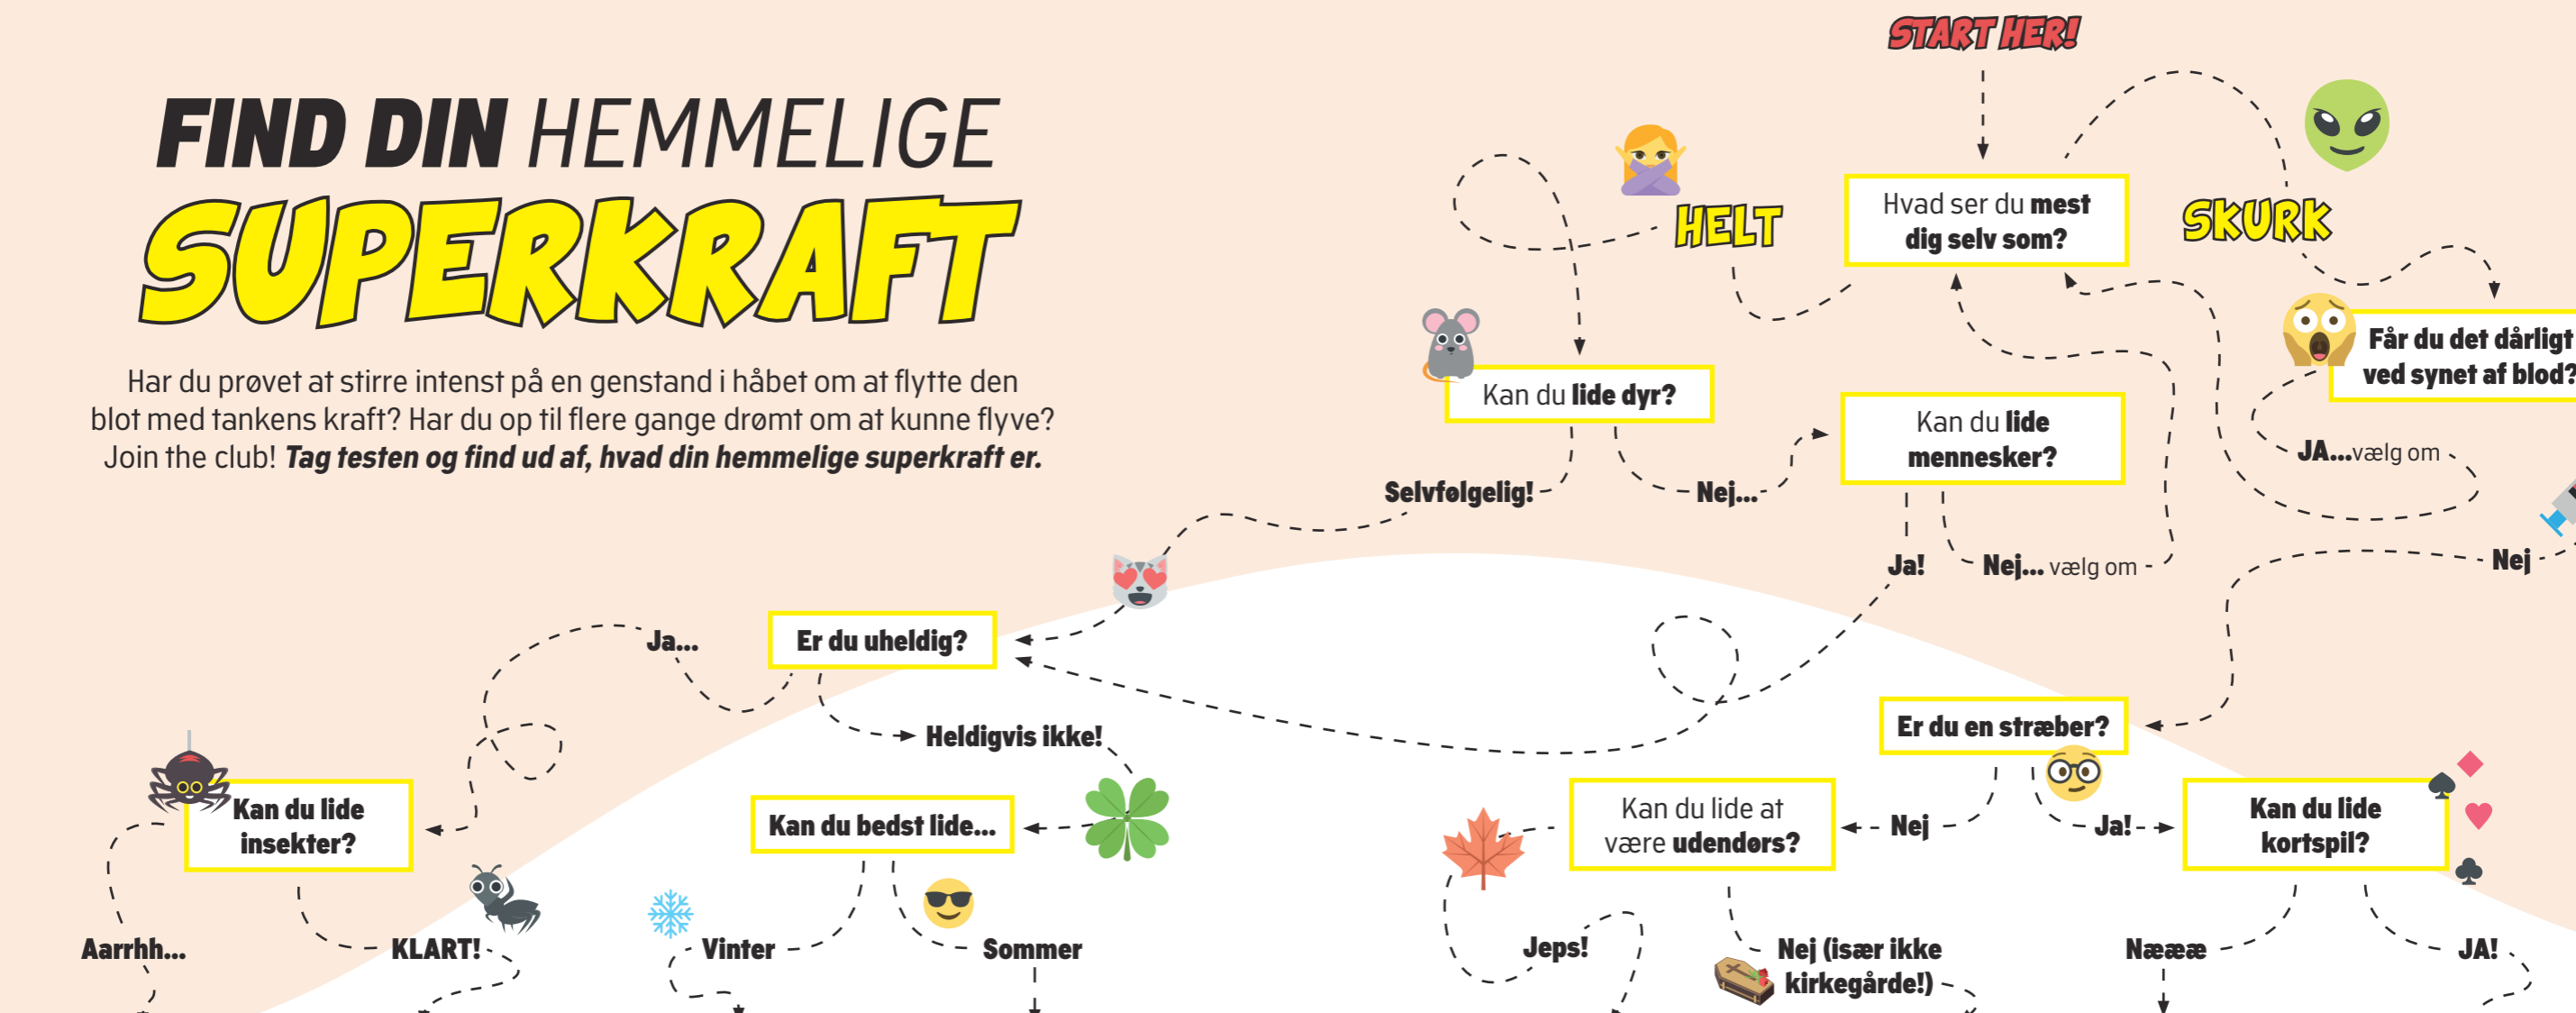 START HER!
FIND DIN HEMMELIGE
SUPERKRAFT
Har du prøvet at stirre intenst på en genstand i håbet om at flytte den
blot med tankens kraft? Har du op til flere gange drømt om at kunne flyve?
Join the club! Tag testen og find ud af, hvad din hemmelige superkraft er.
Hvad ser du mest
dig selv som?
HELT
SKURK
Kan du lide dyr?
Selvfølgelig!
Nej...
Kan du lide
mennesker?
Ja!
Nej... vælg om
Får du det dårligt
ved synet af blod?
JA...vælg om
Nej
Er du uheldig?
Ja...
Heldigvis ikke!
Kan du lide
insekter?
Aarrhh...
KLART!
Kan du bedst lide...
Vinter
Sommer
Er du en stræber?
Nej
Ja!
Kan du lide at
være udendørs?
Jeps!
Nej (især ikke
kirkegårde!)
Kan du lide
kortspil?
Næææ
JA!